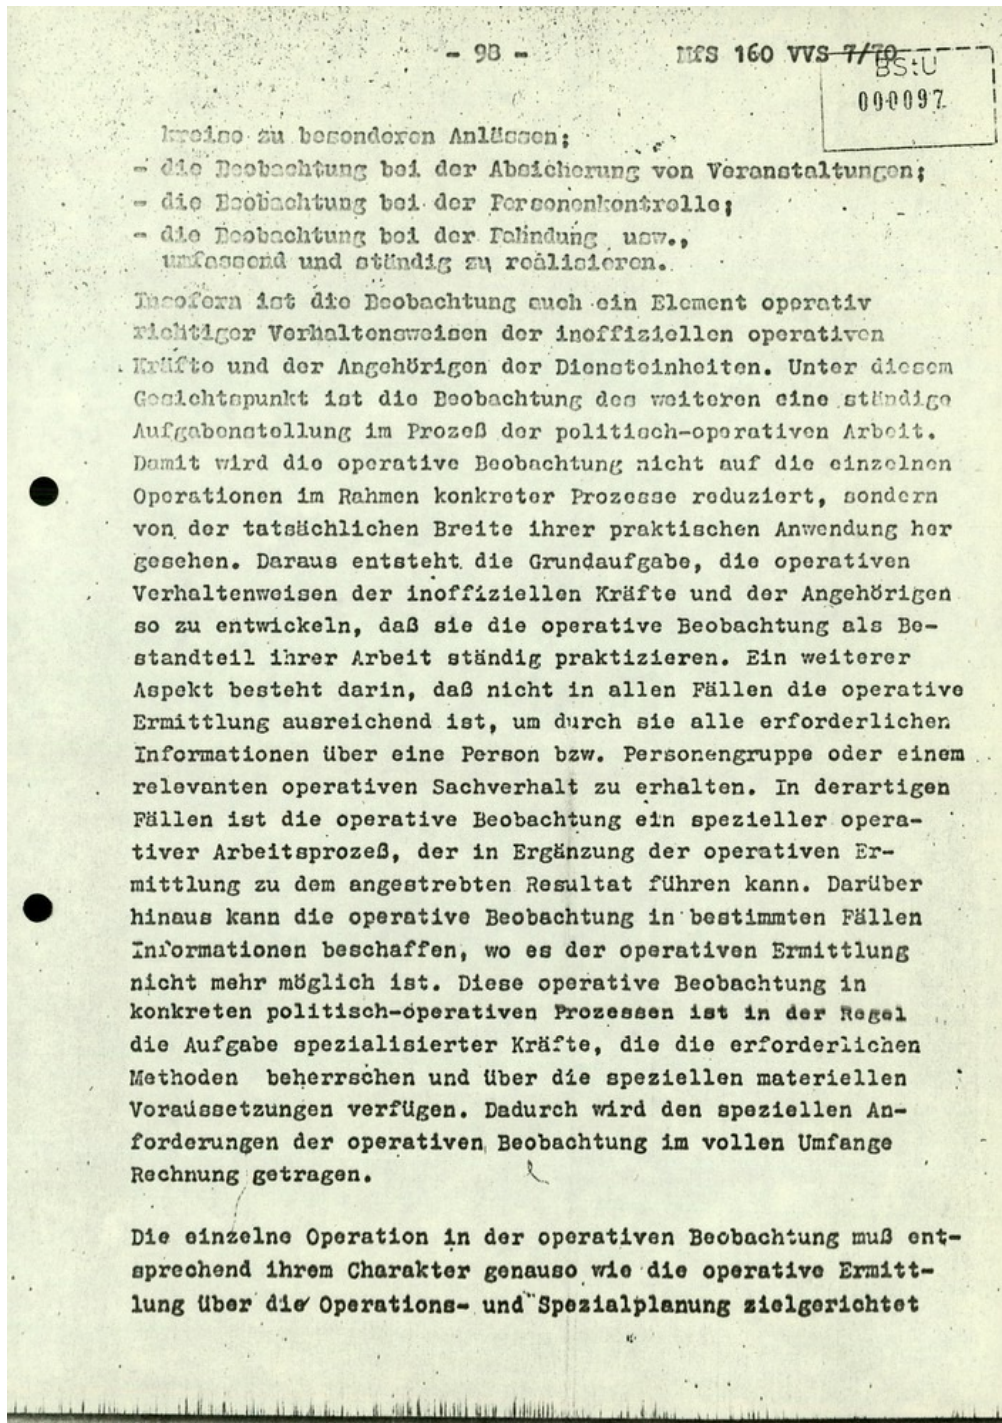 - 98 - MfS 160 VVS 7/70
BStU
000097
kreise zu besonderen Anlässen;
- die Beobachtung bei der Absicherung von Veranstaltungen;
- die Beobachtung bei der Personenkontrolle;
- die Beobachtung bei der Fahndung usw.,
umfassend und ständig zu realisieren.
Insofern ist die Beobachtung auch ein Element operativ
richtiger Verhaltensweisen der inoffiziellen operativen
Kräfte und der Angehörigen der Diensteinheiten. Unter diesem
Gesichtspunkt ist die Beobachtung des weiteren eine ständige
Aufgabenstellung im Prozeß der politisch-operativen Arbeit.
Damit wird die operative Beobachtung nicht auf die einzelnen
Operationen im Rahmen konkreter Prozesse reduziert, sondern
von der tatsächlichen Breite ihrer praktischen Anwendung her
gesehen. Daraus entsteht die Grundaufgabe, die operativen
Verhaltenweisen der inoffiziellen Kräfte und der Angehörigen
so zu entwickeln, daß sie die operative Beobachtung als Be-
standteil ihrer Arbeit ständig praktizieren. Ein weiterer
Aspekt besteht darin, daß nicht in allen Fällen die operative
Ermittlung ausreichend ist, um durch sie alle erforderlichen
Informationen über eine Person bzw. Personengruppe oder einem
relevanten operativen Sachverhalt zu erhalten. In derartigen
Fällen ist die operative Beobachtung ein spezieller opera-
tiver Arbeitsprozeß, der in Ergänzung der operativen Er-
mittlung zu dem angestrebten Resultat führen kann. Darüber
hinaus kann die operative Beobachtung in bestimmten Fällen
Informationen beschaffen, wo es der operativen Ermittlung
nicht mehr möglich ist. Diese operative Beobachtung in
konkreten politisch-operativen Prozessen ist in der Regel
die Aufgabe spezialisierter Kräfte, die die erforderlichen
Methoden beherrschen und über die speziellen materiellen
Voraussetzungen verfügen. Dadurch wird den speziellen An-
forderungen der operativen Beobachtung im vollen Umfange
Rechnung getragen.
Die einzelne Operation in der operativen Beobachtung muß ent-
sprechend ihrem Charakter genauso wie die operative Ermitt-
lung über die Operations- und Spezialplanung zielgerichtet